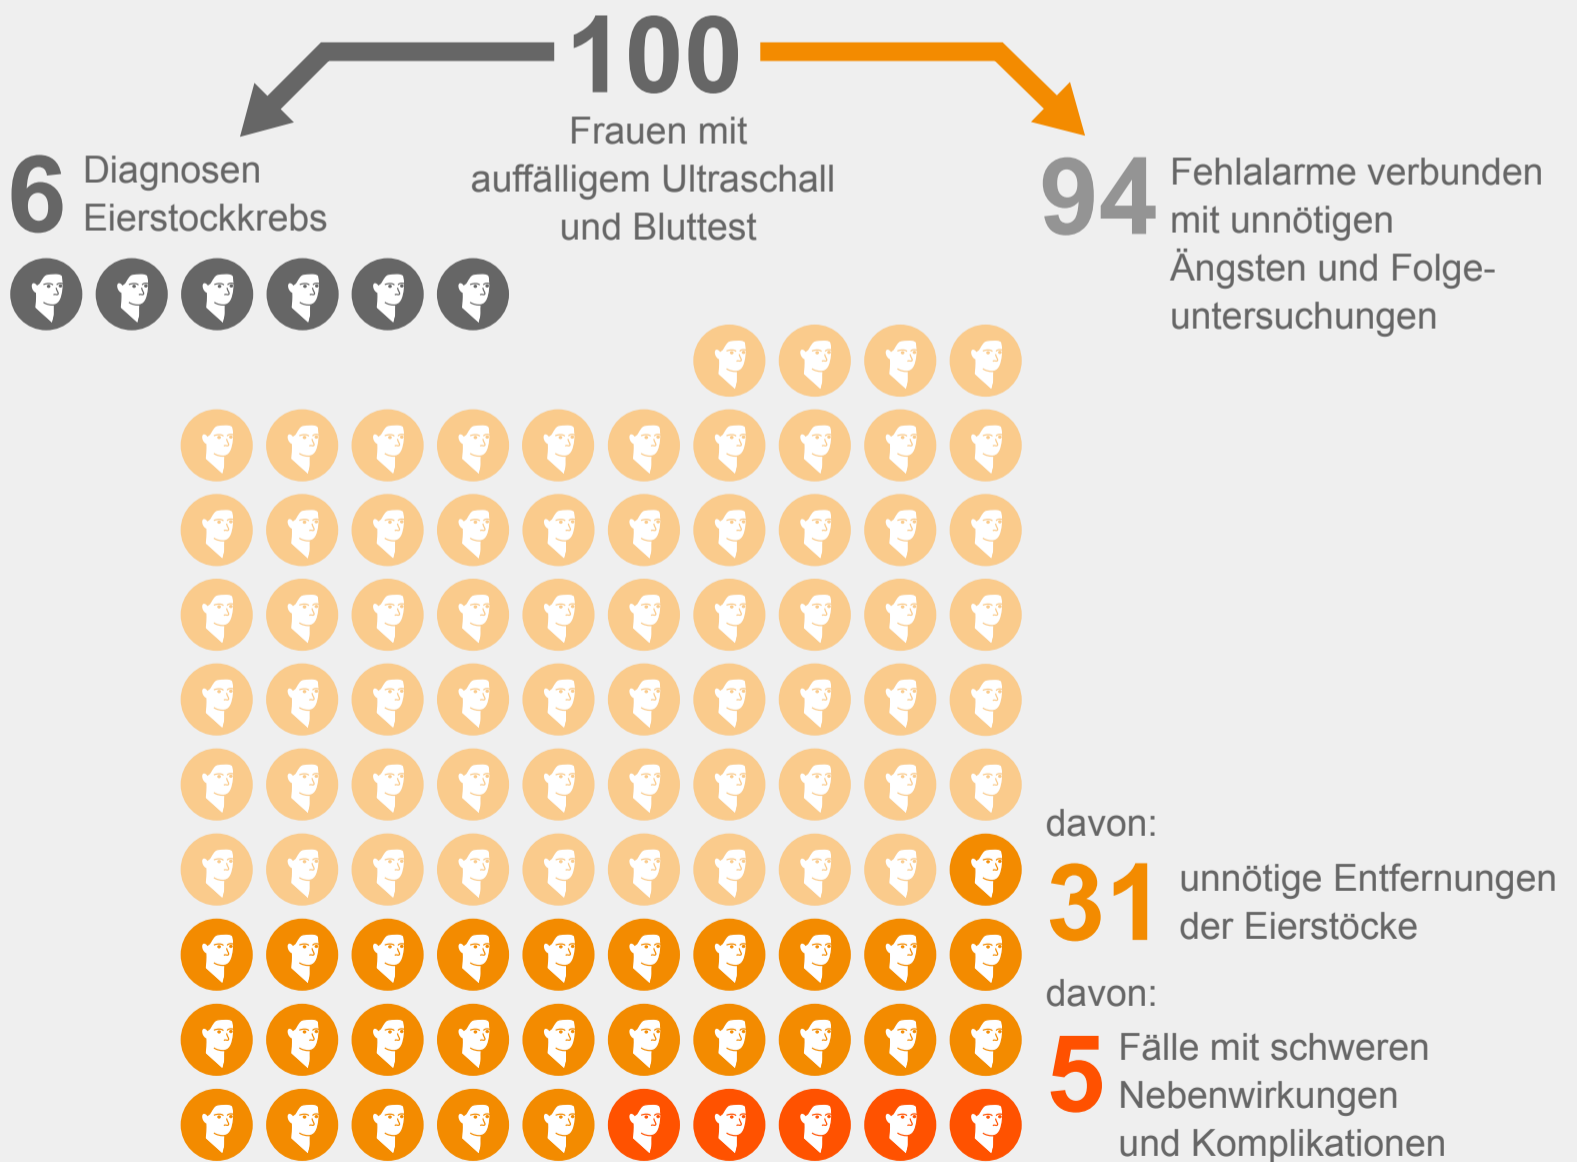 100
Frauen mit
auffälligem Ultraschall
und Bluttest
6
Diagnosen
Eierstockkrebs
94
Fehlalarme verbunden
mit unnötigen
Ängsten und Folge-
untersuchungen
davon:
31
unnötige Entfernungen
der Eierstöcke
davon:
5
Fälle mit schweren
Nebenwirkungen
und Komplikationen